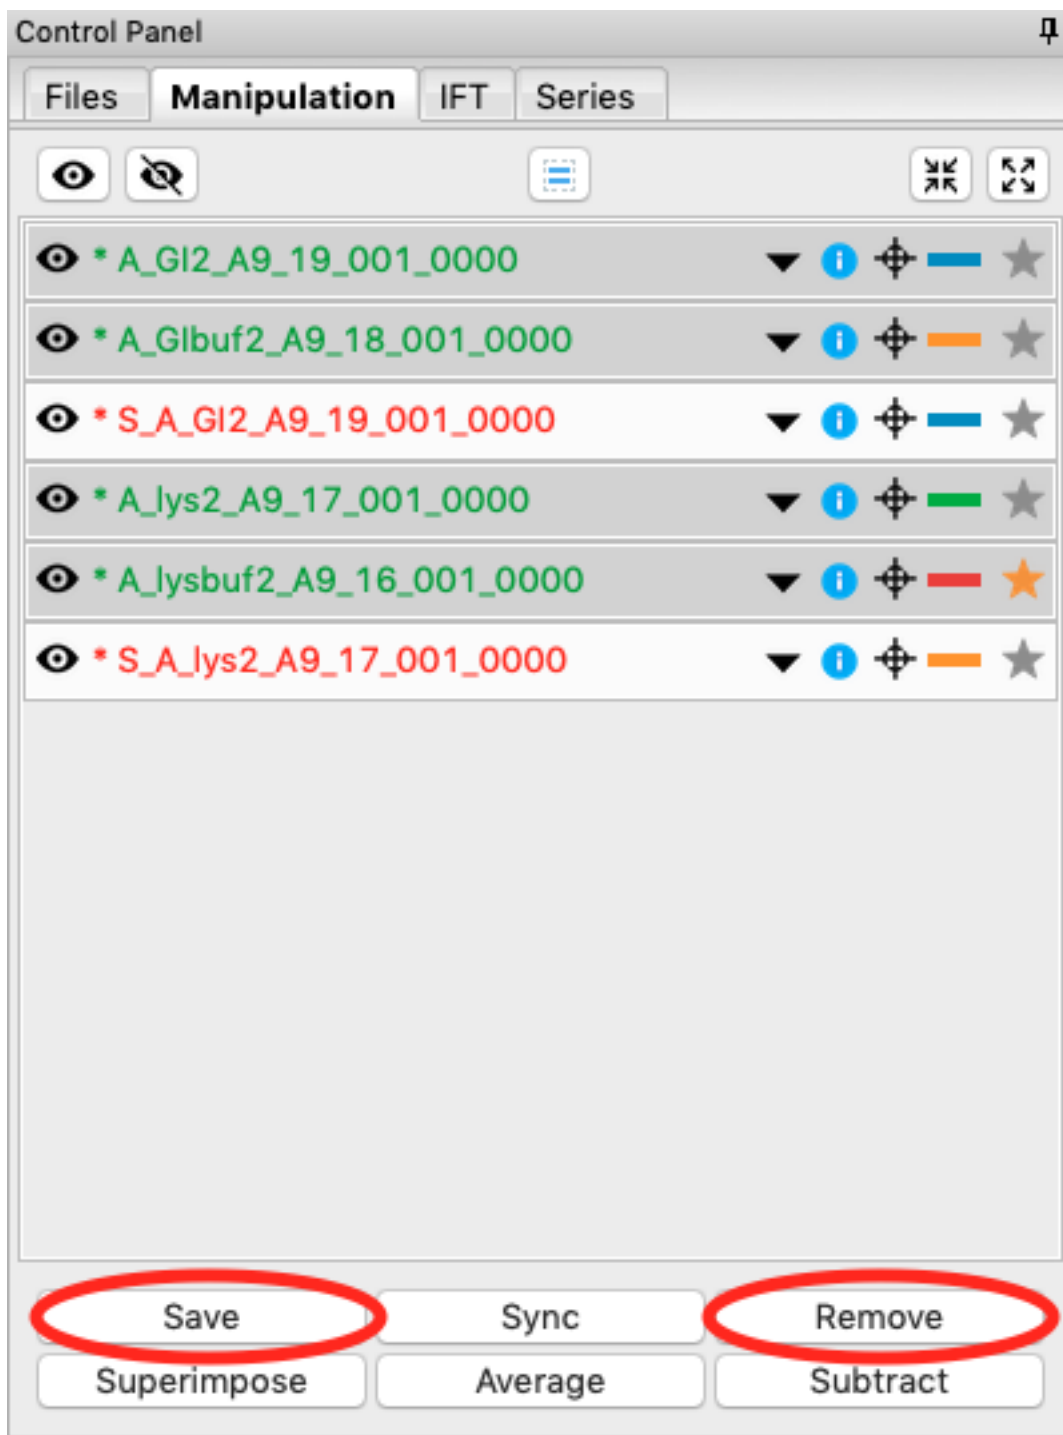 Control Panel
Files Manipulation IFT Series
* A_GI2_A9_19_001_0000
* A_GIbuf2_A9_18_001_0000
* S_A_GI2_A9_19_001_0000
* A_lys2_A9_17_001_0000
* A_lysbuf2_A9_16_001_0000
* S_A_lys2_A9_17_001_0000
Save Sync Remove
Superimpose Average Subtract